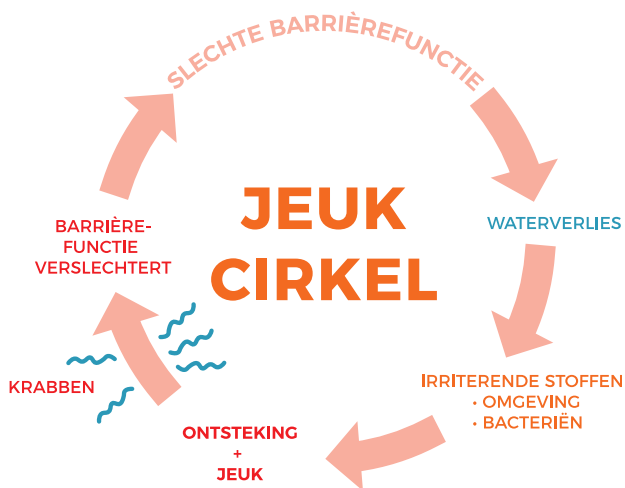 SLECHTE BARRIÈREFUNCTIE
JEUK
CIRKEL
WATERVERLIES
IRRITERENDE STOFFEN
• OMGEVING
• BACTERIËN
ONTSTEKING
+
JEUK
KRABBEN
BARRIÈRE-
FUNCTIE
VERSLECHTERT